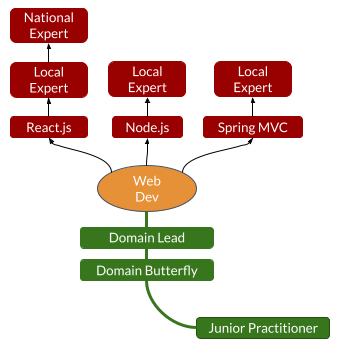 National
Expert
Local
Expert
Local
Expert
Local
Expert
React.js
Node.js
Spring MVC
Web
Dev
Domain Lead
Domain Butterfly
Junior Practitioner